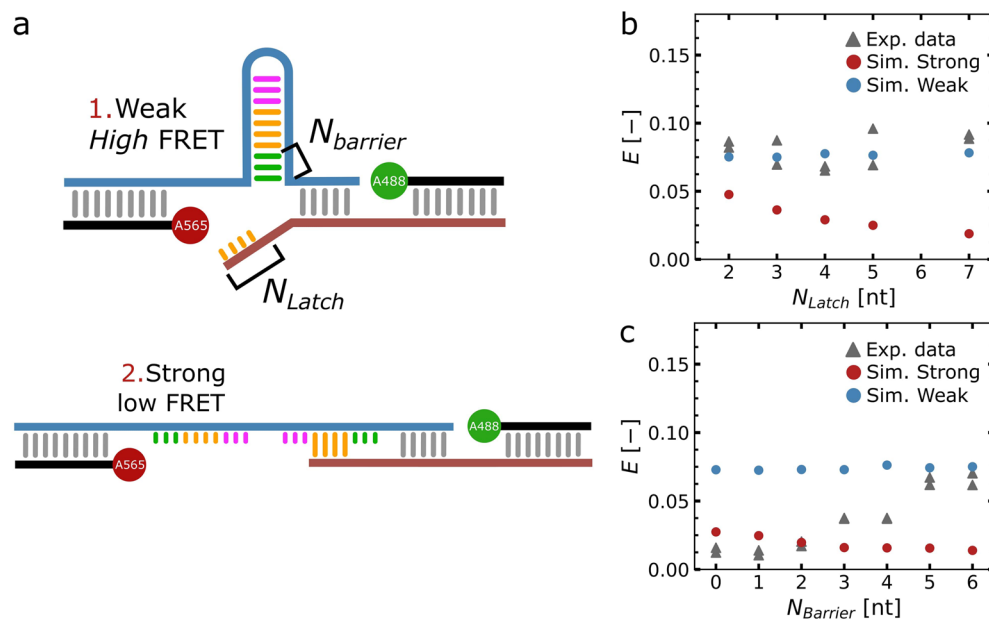 a
1.Weak
High FRET
N_barrier
A488
A565
N_Latch
2.Strong
low FRET
A488
A565
b
Exp. data
Sim. Strong
Sim. Weak
E [−]
0.15
0.10
0.05
0.00
2 3 4 5 6 7
N_Latch [nt]
c
Exp. data
Sim. Strong
Sim. Weak
E [−]
0.15
0.10
0.05
0.00
0 1 2 3 4 5 6
N_Barrier [nt]